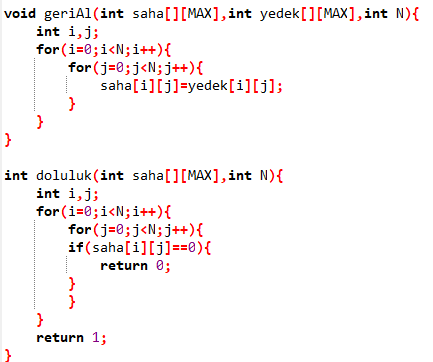 void geriAl(int saha[][MAX],int yedek[][MAX],int N){
    int i,j;
    for(i=0;i<N;i++){
        for(j=0;j<N;j++){
            saha[i][j]=yedek[i][j];
        }
    }
}

int doluluk(int saha[][MAX],int N){
    int i,j;
    for(i=0;i<N;i++){
        for(j=0;j<N;j++){
        if(saha[i][j]==0){
            return 0;
        }
        }
    }
    return 1;
}